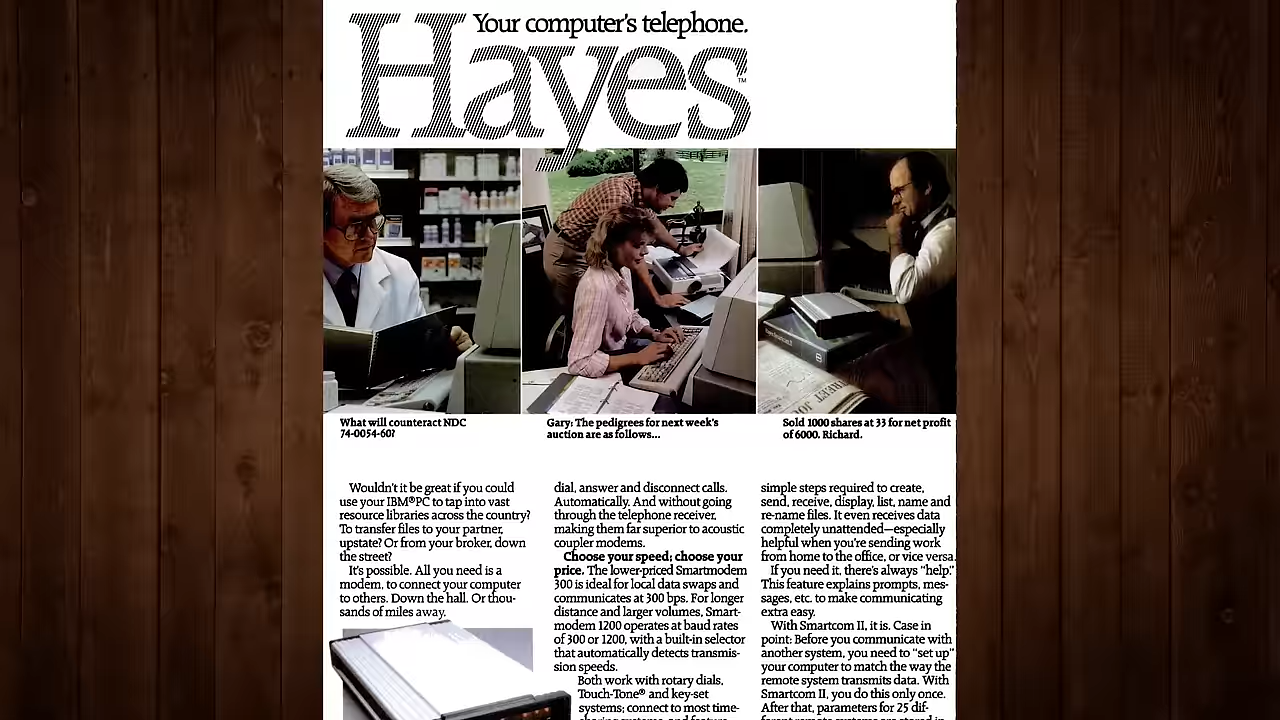 Your computer's telephone.
Hayes™
What will counteract NDC
74-0054-60?
Gary: The pedigrees for next week's
auction are as follows...
Sold 1000 shares at 33 for net profit
of 6000. Richard.
Wouldn't it be great if you could
use your IBM® PC to tap into vast
resource libraries across the country?
To transfer files to your partner,
upstate? Or from your broker, down
the street?
It's possible. All you need is a
modem, to connect your computer
to others. Down the hall. Or thou-
sands of miles away.
dial, answer and disconnect calls.
Automatically. And without going
through the telephone receiver,
making them far superior to acoustic
coupler modems.
Choose your speed; choose your
price. The lower-priced Smartmodem
300 is ideal for local data swaps and
communicates at 300 bps. For longer
distance and larger volumes, Smart-
modem 1200 operates at baud rates
of 300 or 1200, with a built-in selector
that automatically detects transmis-
sion speeds.
Both work with rotary dials,
Touch-Tone® and key-set
systems; connect to most time-
sharing systems, and feature
simple steps required to create,
send, receive, display, list, name and
re-name files. It even receives data
completely unattended—especially
helpful when you're sending work
from home to the office, or vice versa.
If you need it, there's always "help."
This feature explains prompts, mes-
sages, etc. to make communicating
extra easy.
With Smartcom II, it is. Case in
point: Before you communicate with
another system, you need to "set up"
your computer to match the way the
remote system transmits data. With
Smartcom II, you do this only once.
After that, parameters for 25 dif-
ferent remote systems are stored in